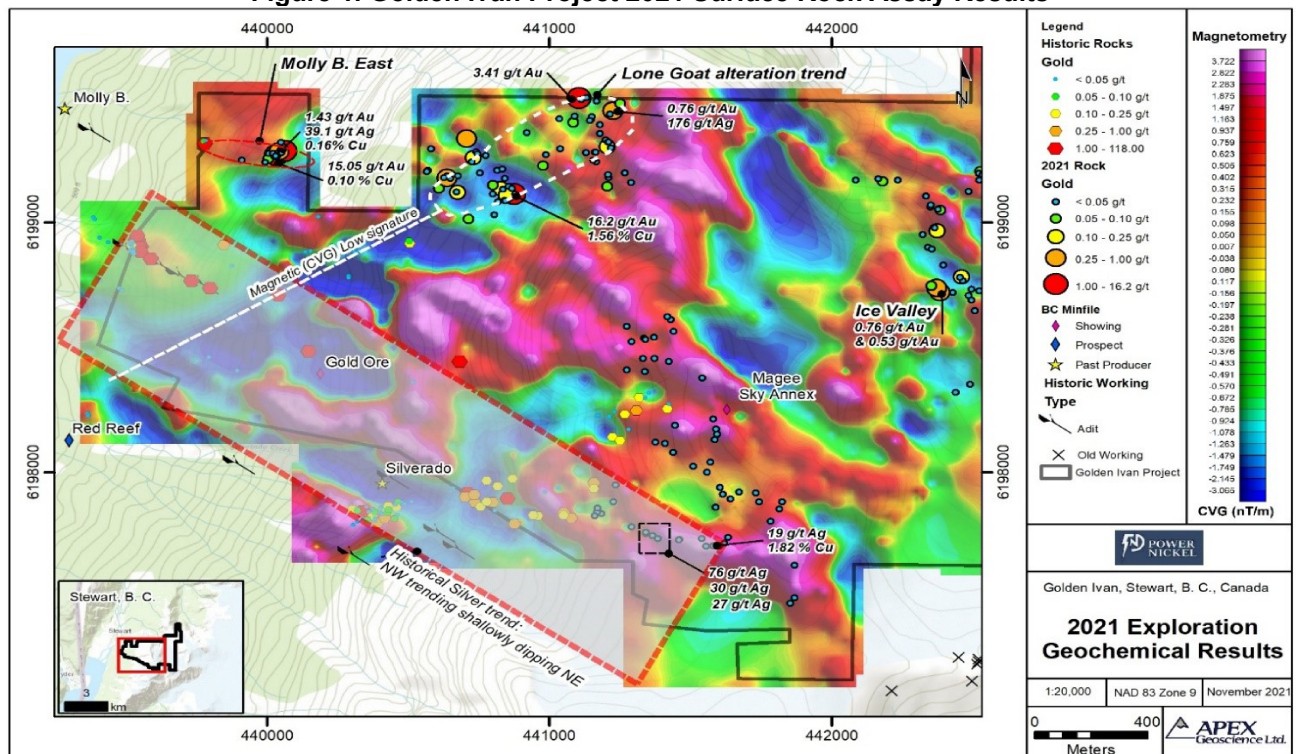 Figure 1: Golden Ivan Project 2021 Surface Rock Assay Results
440000
441000
442000
Molly B.
Molly B. East
1.43 g/t Au
39.1 g/t Ag
0.16% Cu
15.05 g/t Au
0.10 % Cu
3.41 g/t Au
Lone Goat alteration trend
0.76 g/t Au
176 g/t Ag
N
16.2 g/t Au
1.56 % Cu
6199000
6199000
Magnetic (CVG) Low signature
Ice Valley
0.76 g/t Au
& 0.53 g/t Au
Gold Ore
Magee
Sky Annex
Red Reef
6198000
6198000
Silverado
19 g/t Ag
1.82 % Cu
76 g/t Ag
30 g/t Ag
27 g/t Ag
Historical Silver trend:
NW trending shallowly dipping NE
Stewart, B. C.
Stewart
3
km
440000
441000
442000
Legend
Historic Rocks
Gold
< 0.05 g/t
0.05 - 0.10 g/t
0.10 - 0.25 g/t
0.25 - 1.00 g/t
1.00 - 118.00
2021 Rock
Gold
<0.05 g/t
0.05 - 0.10 g/t
0.10 - 0.25 g/t
0.25 - 1.00 g/t
1.00 - 16.2 g/t
BC Minfile
Showing
Prospect
Past Producer
Historic Working
Type
Adit
Old Working
Golden Ivan Project
Magnetometry
3.722
2.622
2.283
1.875
1.497
1.163
0.937
0.759
0.623
0.505
0.402
0.315
0.232
0.155
0.098
0.050
0.007
-0.038
-0.080
-0.117
-0.156
-0.197
-0.238
-0.281
-0.326
-0.376
-0.433
-0.491
-0.570
-0.672
-0.785
-0.924
-1.078
-1.263
-1.479
-1.749
-2.145
-3.065
CVG (nT/m)
POWER
NICKEL
Golden Ivan, Stewart, B. C., Canada
2021 Exploration
Geochemical Results
1:20,000
NAD 83 Zone 9
November 2021
0
400
Meters
APEX
Geoscience Ltd.